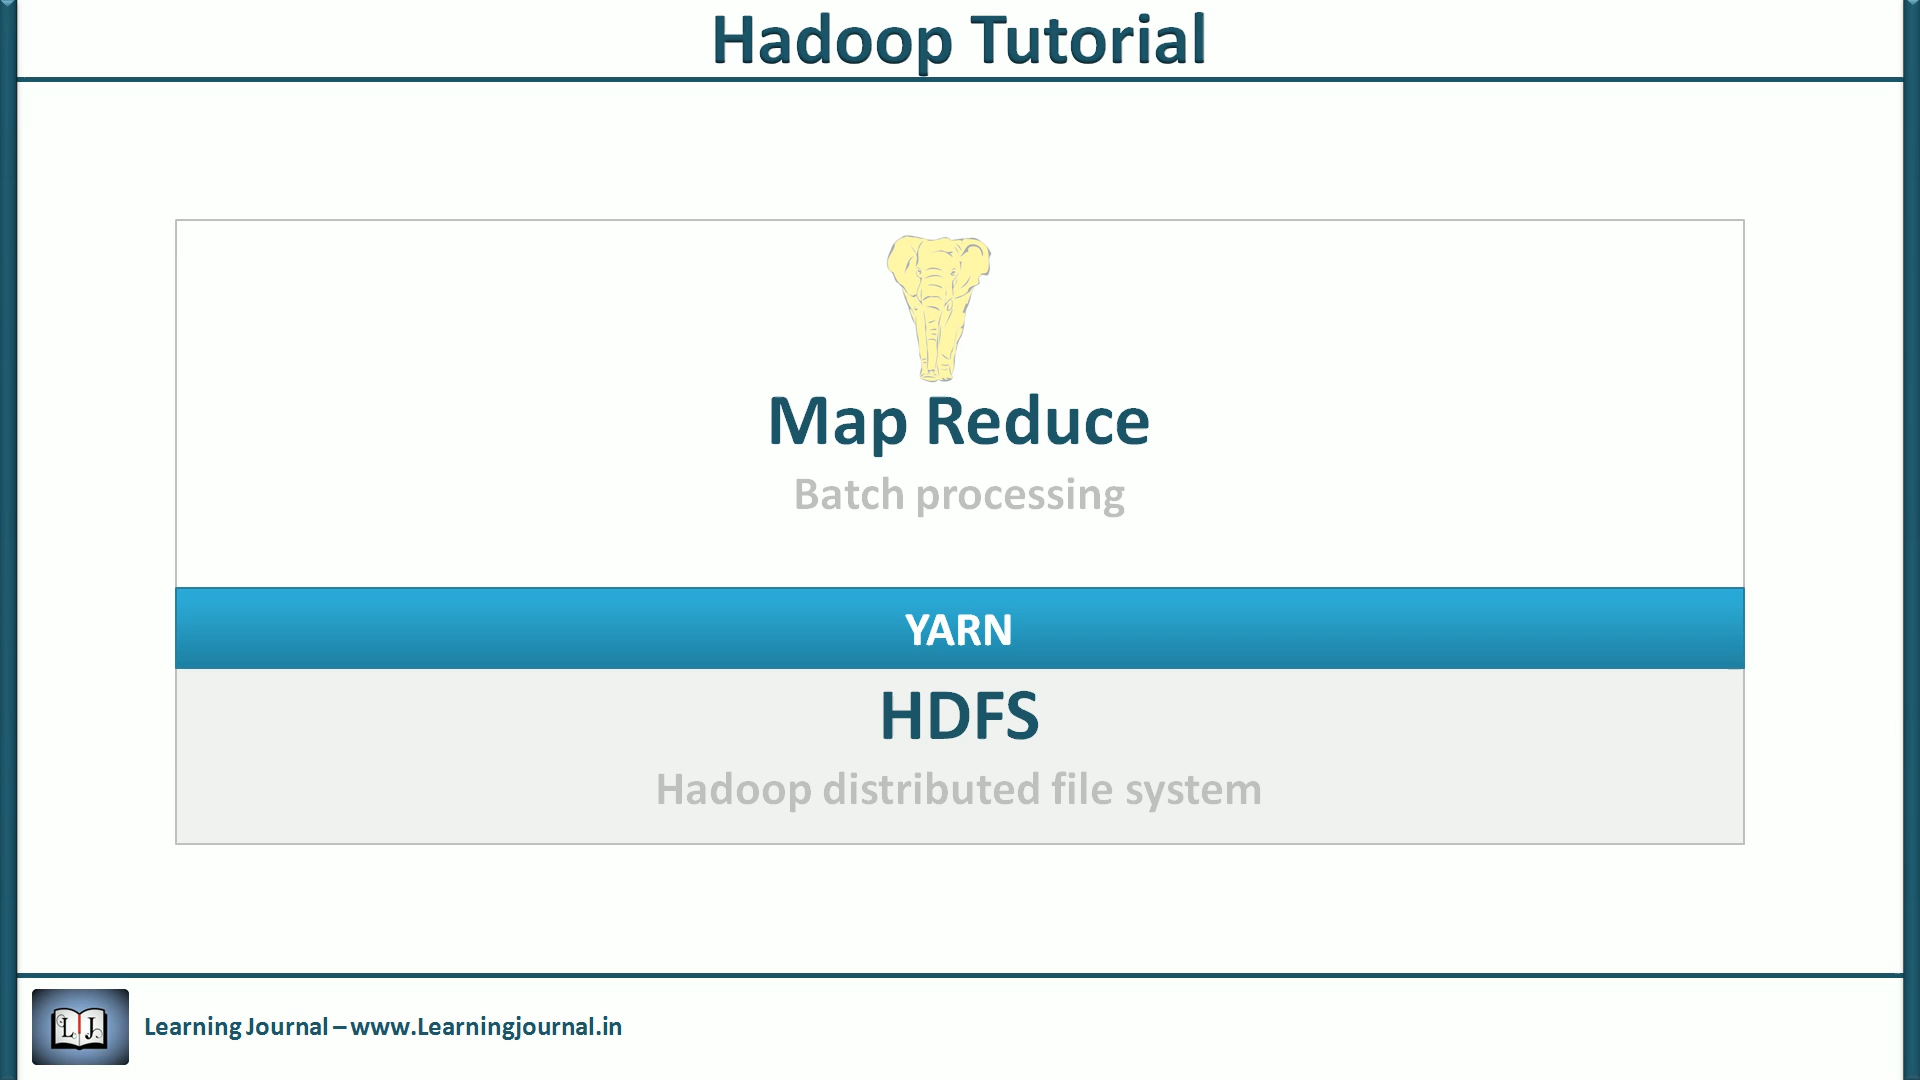 Hadoop Tutorial
Map Reduce
Batch processing
YARN
HDFS
Hadoop distributed file system
L J
Learning Journal – www.Learningjournal.in